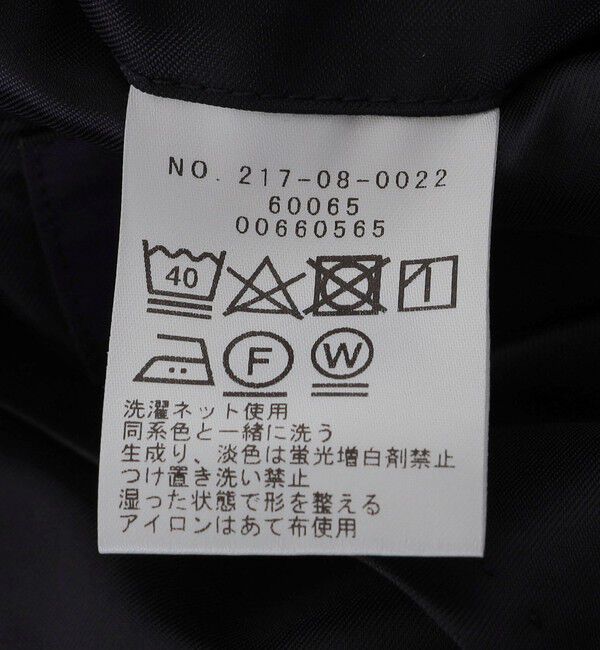 NO. 217-08-0022
60065
00660565
40
F W
洗濯ネット使用
同系色と一緒に洗う
生成り、淡色は蛍光増白剤禁止
つけ置き洗い禁止
湿った状態で形を整える
アイロンはあて布使用